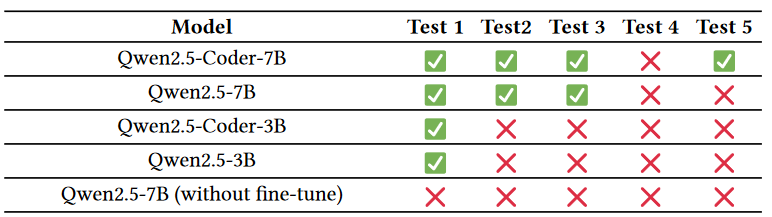 Model Test 1 Test2 Test 3 Test 4 Test 5
Qwen2.5-Coder-7B ✅ ✅ ✅ ❌ ✅
Qwen2.5-7B ✅ ✅ ✅ ❌ ❌
Qwen2.5-Coder-3B ✅ ❌ ❌ ❌ ❌
Qwen2.5-3B ✅ ❌ ❌ ❌ ❌
Qwen2.5-7B (without fine-tune) ❌ ❌ ❌ ❌ ❌